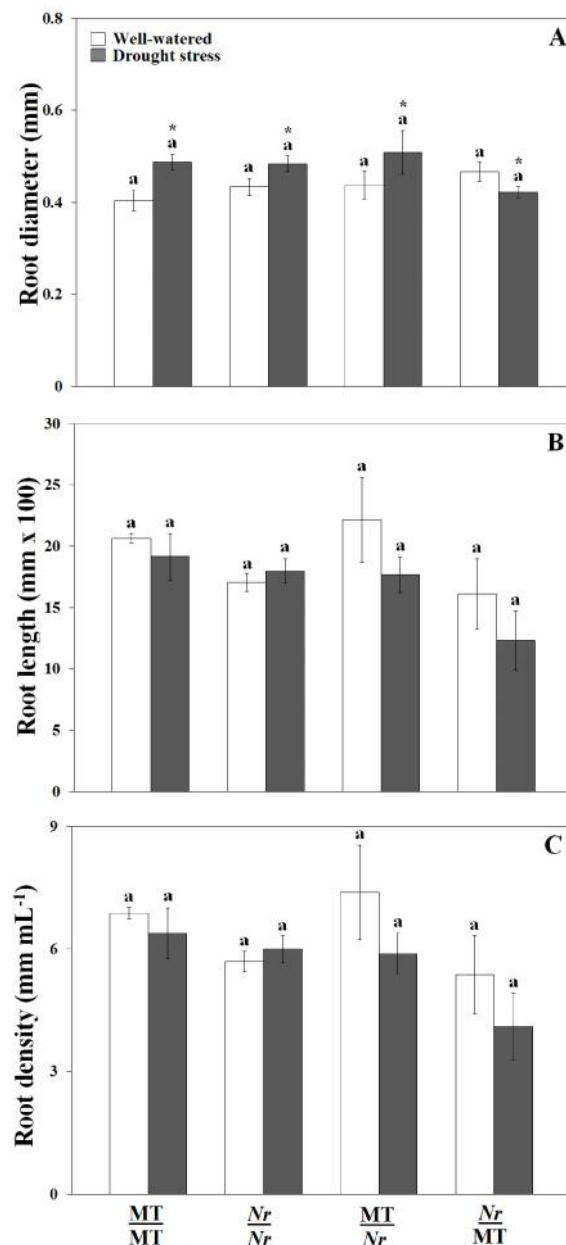 A
Well-watered
Drought stress
Root diameter (mm)
0.8
0.6
0.4
0.2
0
a
*
a
a
*
a
a
*
a
a
*
a
B
Root length (mm x 100)
30
25
20
15
10
5
0
a a a a a a a a
C
Root density (mm mL-1)
9
6
3
0
a a a a a a a a
MT Nr MT Nr
MT Nr Nr MT